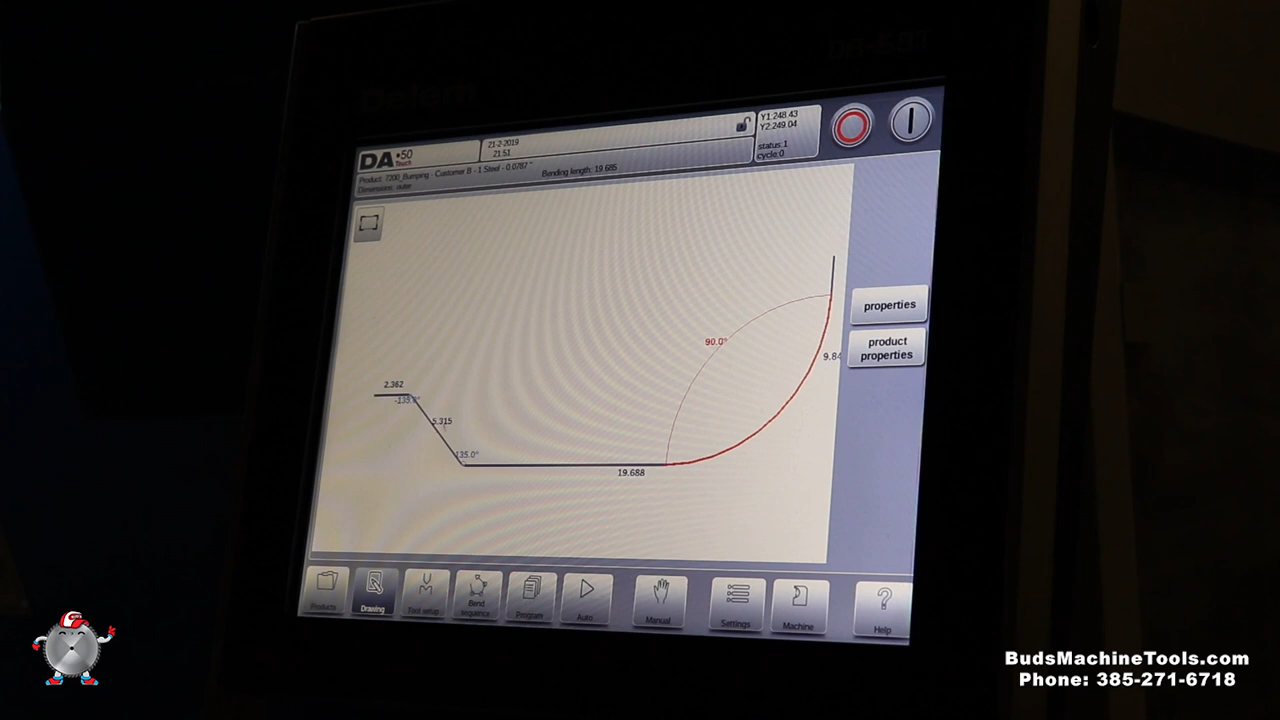 Delem
DA •50
Touch
21-2-2019
21:51
Y1:248.43
Y2:249.04
status:1
cycle:0
Product: 7200_Bumping - Customer B - 1 Steel - 0.0787 "
Bending length: 19.685
Dimensions: outer
properties
90.0°
product
properties
9.84
2.362
-135.0°
5.315
135.0°
19.688
Products
Drawing
Tool setup
Bend
sequence
Program
Auto
Manual
Settings
Machine
Help
BudsMachineTools.com
Phone: 385-271-6718